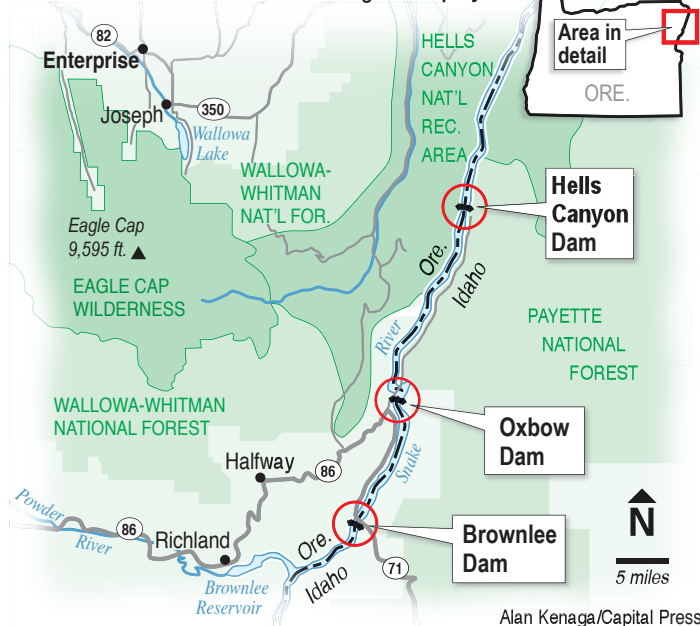 82
Enterprise
Joseph
350
Wallowa
Lake
HELLS
CANYON
NAT'L
REC.
AREA
Area in
detail
ORE.
WALLOWA-
WHITMAN
NAT'L FOR.
Eagle Cap
9,595 ft.
EAGLE CAP
WILDERNESS
Hells
Canyon
Dam
Ore.
Idaho
River
PAYETTE
NATIONAL
FOREST
WALLOWA-WHITMAN
NATIONAL FOREST
Oxbow
Dam
Halfway
86
Snake
Powder
River
86
Richland
Brownlee
Reservoir
Ore.
Idaho
71
Brownlee
Dam
N
5 miles
Alan Kenaga/Capital Press